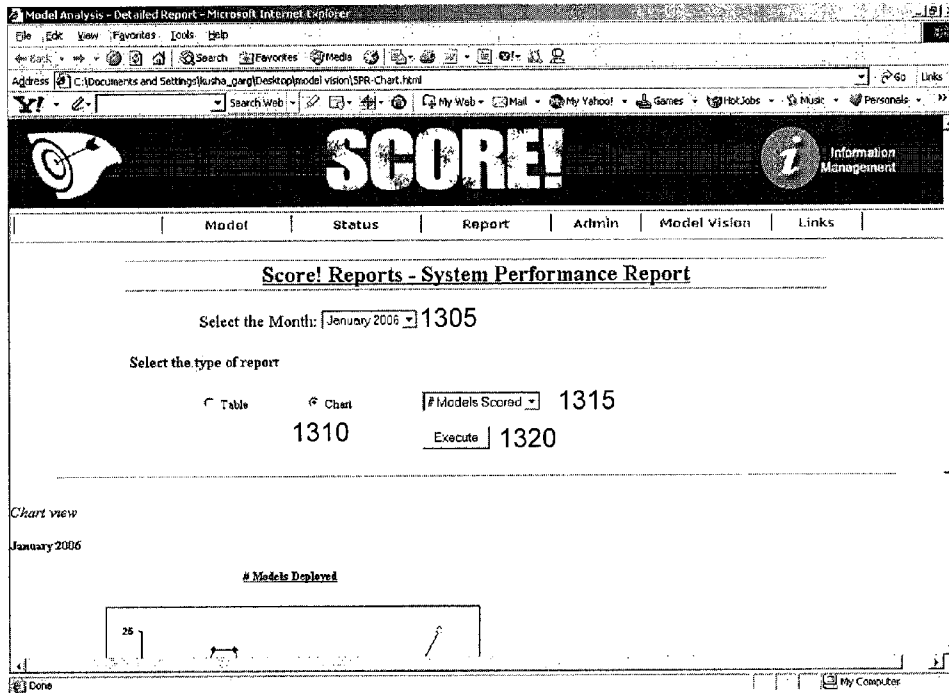 Model Analysis - Detailed Report - Microsoft Internet Explorer
File Edit View Favorites Tools Help
Back Search Favorites Media
Address C:\Documents and Settings\kusha_garg\Desktop\model vision\SPR-Chart.html Go Links
Y! Search Web My Web Mail My Yahoo! Games HotJobs Music Personals
SCORE!
i Information Management
Model Status Report Admin Model Vision Links
Score! Reports - System Performance Report
Select the Month: January 2006 1305
Select the type of report
Table Chart # Models Scored 1315
1310 Execute 1320
Chart view
January 2006
# Models Deployed
25
Done My Computer